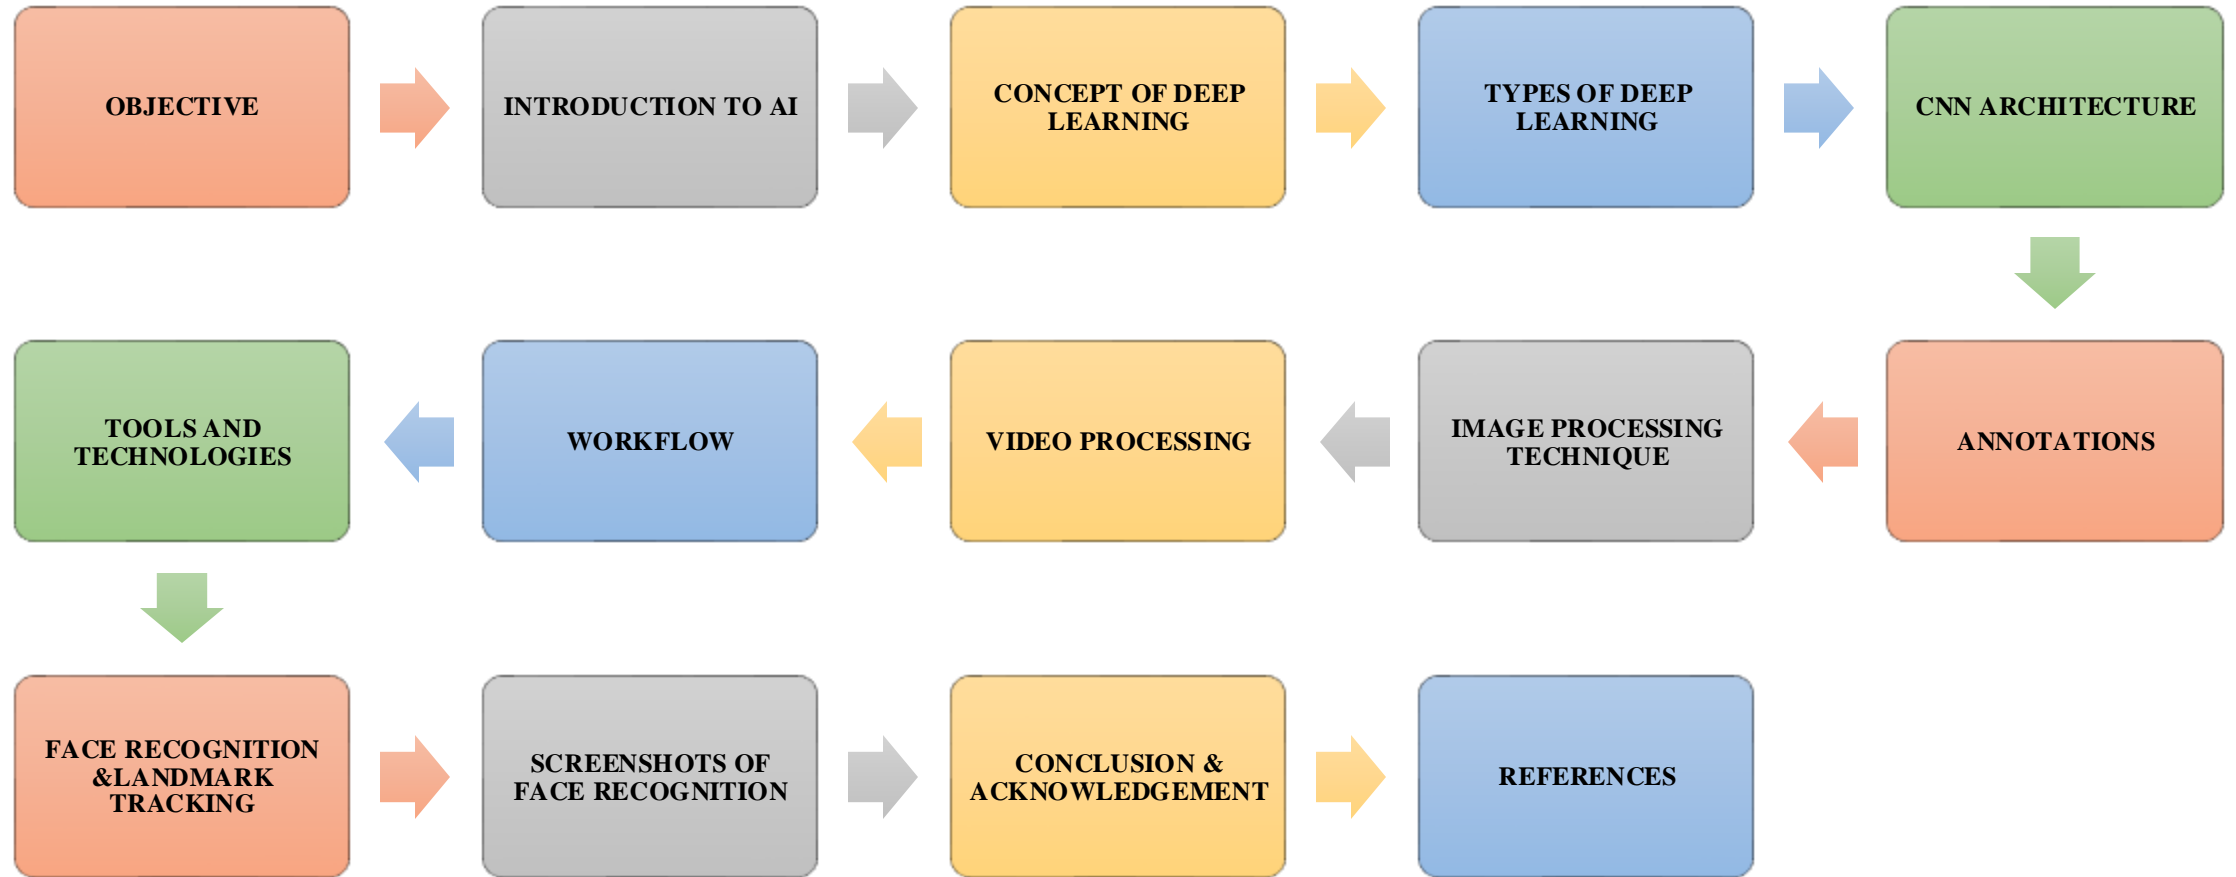 OBJECTIVE
INTRODUCTION TO AI
CONCEPT OF DEEP
LEARNING
TYPES OF DEEP
LEARNING
CNN ARCHITECTURE
ANNOTATIONS
IMAGE PROCESSING
TECHNIQUE
VIDEO PROCESSING
WORKFLOW
TOOLS AND
TECHNOLOGIES
FACE RECOGNITION
&LANDMARK
TRACKING
SCREENSHOTS OF
FACE RECOGNITION
CONCLUSION &
ACKNOWLEDGEMENT
REFERENCES